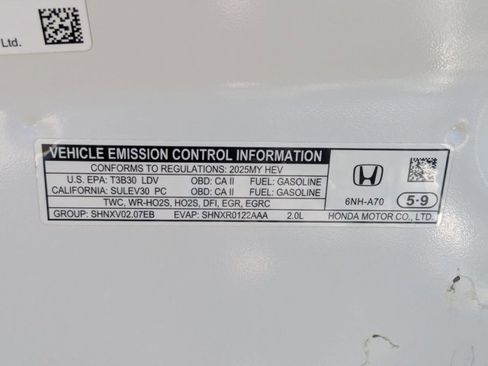 Ltd.
VEHICLE EMISSION CONTROL INFORMATION
CONFORMS TO REGULATIONS: 2025MY HEV
U.S. EPA: T3B30 LDV OBD: CA II FUEL: GASOLINE
CALIFORNIA: SULEV30 PC OBD: CA II FUEL: GASOLINE
TWC, WR-HO2S, HO2S, DFI, EGR, EGRC
GROUP: SHNXV02.07EB EVAP: SHNXR0122AAA 2.0L
6NH-A70 5-9
HONDA MOTOR CO., LTD.